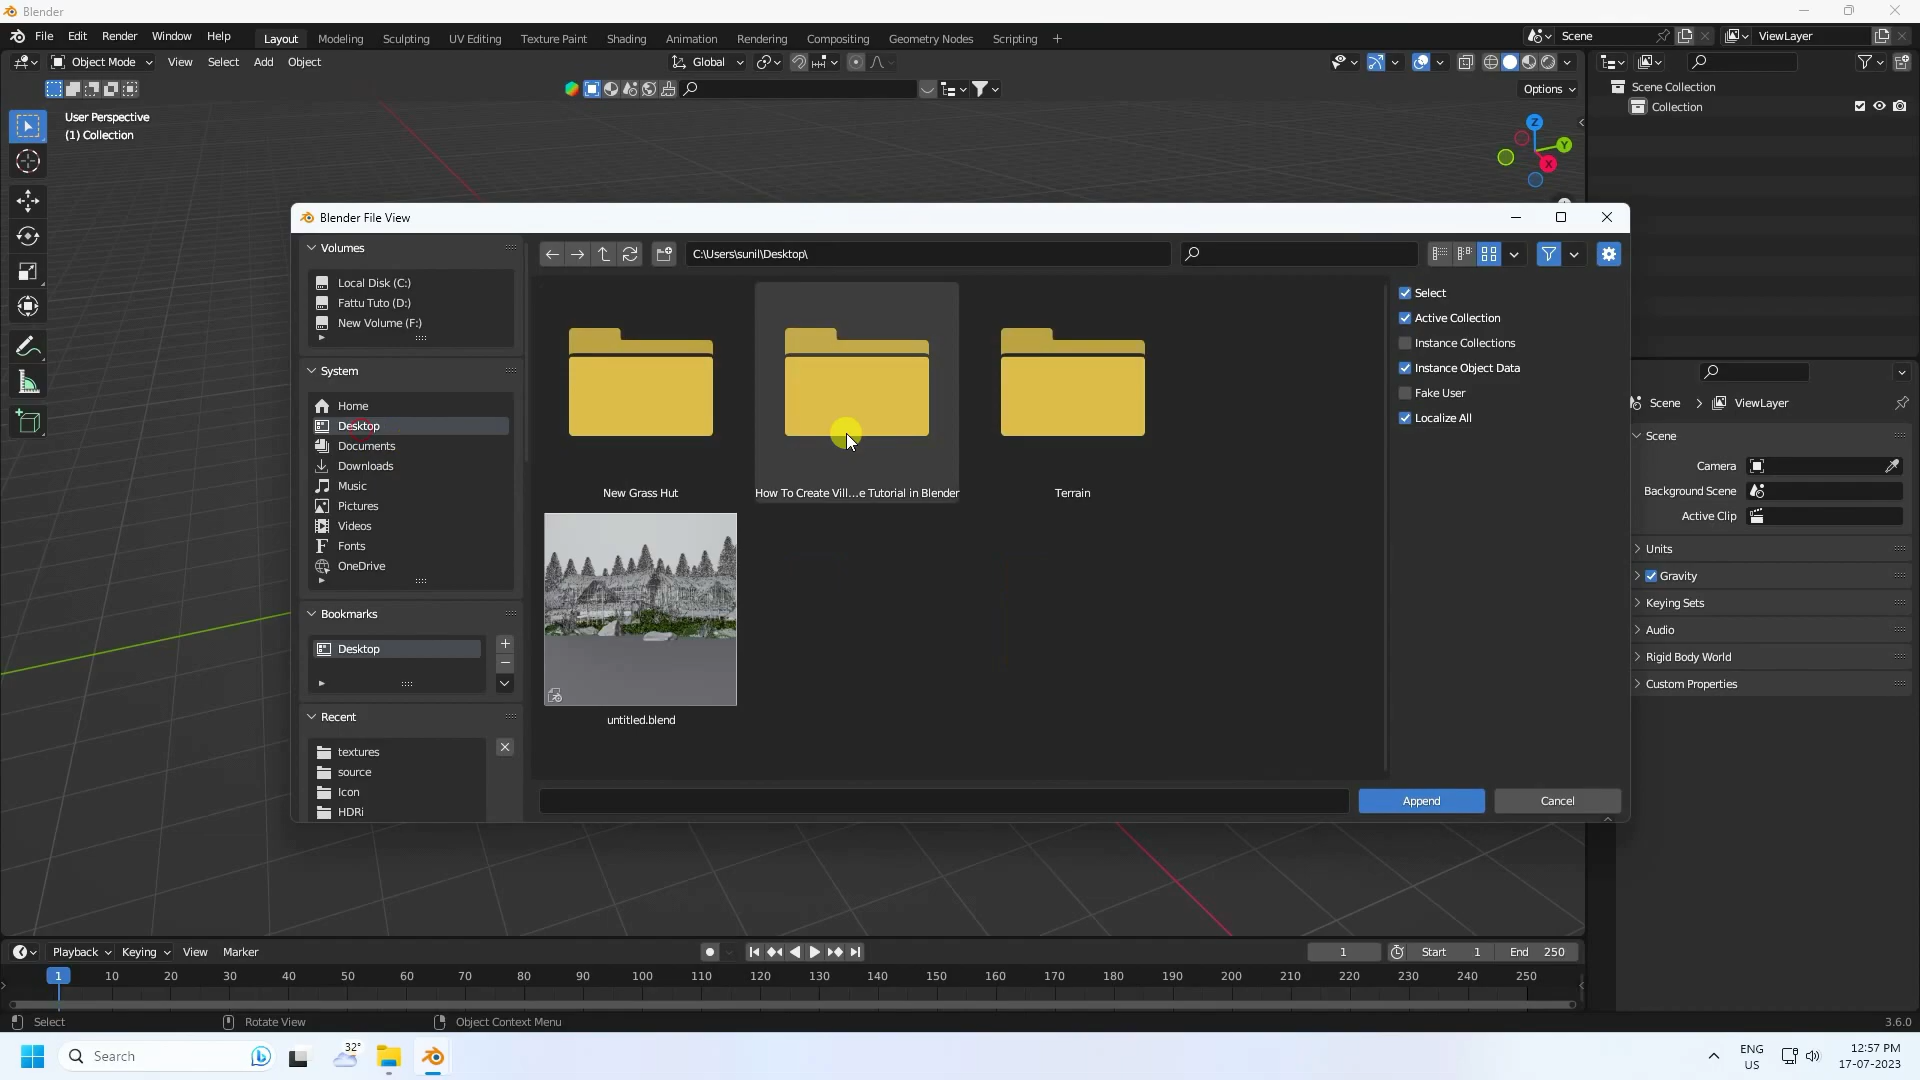 Blender
File Edit Render Window Help Layout Modeling Sculpting UV Editing Texture Paint Shading Animation Rendering Compositing Geometry Nodes Scripting + Scene ViewLayer
Object Mode View Select Add Object Global
Options
User Perspective
(1) Collection
Scene Collection
Collection
Z
Y
X
Blender File View
Volumes
Local Disk (C:)
Fattu Tuto (D:)
New Volume (F:)
System
Home
Desktop
Documents
Downloads
Music
Pictures
Videos
Fonts
OneDrive
Bookmarks
Desktop
Recent
textures
source
Icon
HDRi
C:\Users\sunil\Desktop\
New Grass Hut
How To Create Vill...e Tutorial in Blender
Terrain
untitled.blend
Select
Active Collection
Instance Collections
Instance Object Data
Fake User
Localize All
Append
Cancel
Scene > ViewLayer
Scene
Camera
Background Scene
Active Clip
Units
Gravity
Keying Sets
Audio
Rigid Body World
Custom Properties
Playback Keying View Marker 1 Start 1 End 250
1 10 20 30 40 50 60 70 80 90 100 110 120 130 140 150 160 170 180 190 200 210 220 230 240 250
Select Rotate View Object Context Menu 3.6.0
Search
32°
ENG
US
12:57 PM
17-07-2023